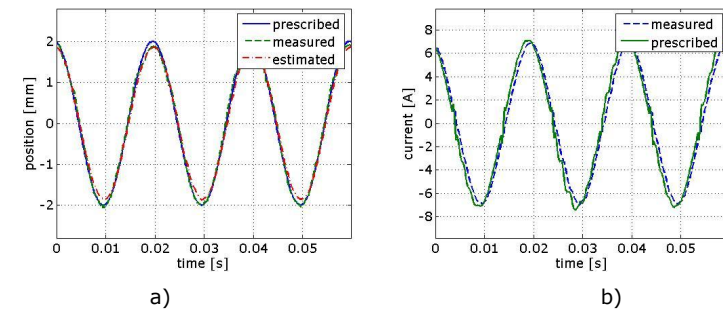 prescribed
measured
estimated
position [mm]
2
1
0
-1
-2
0
0.01
0.02
0.03
0.04
0.05
time [s]
a)
measured
prescribed
current [A]
8
6
4
2
0
-2
-4
-6
-8
0
0.01
0.02
0.03
0.04
0.05
time [s]
b)